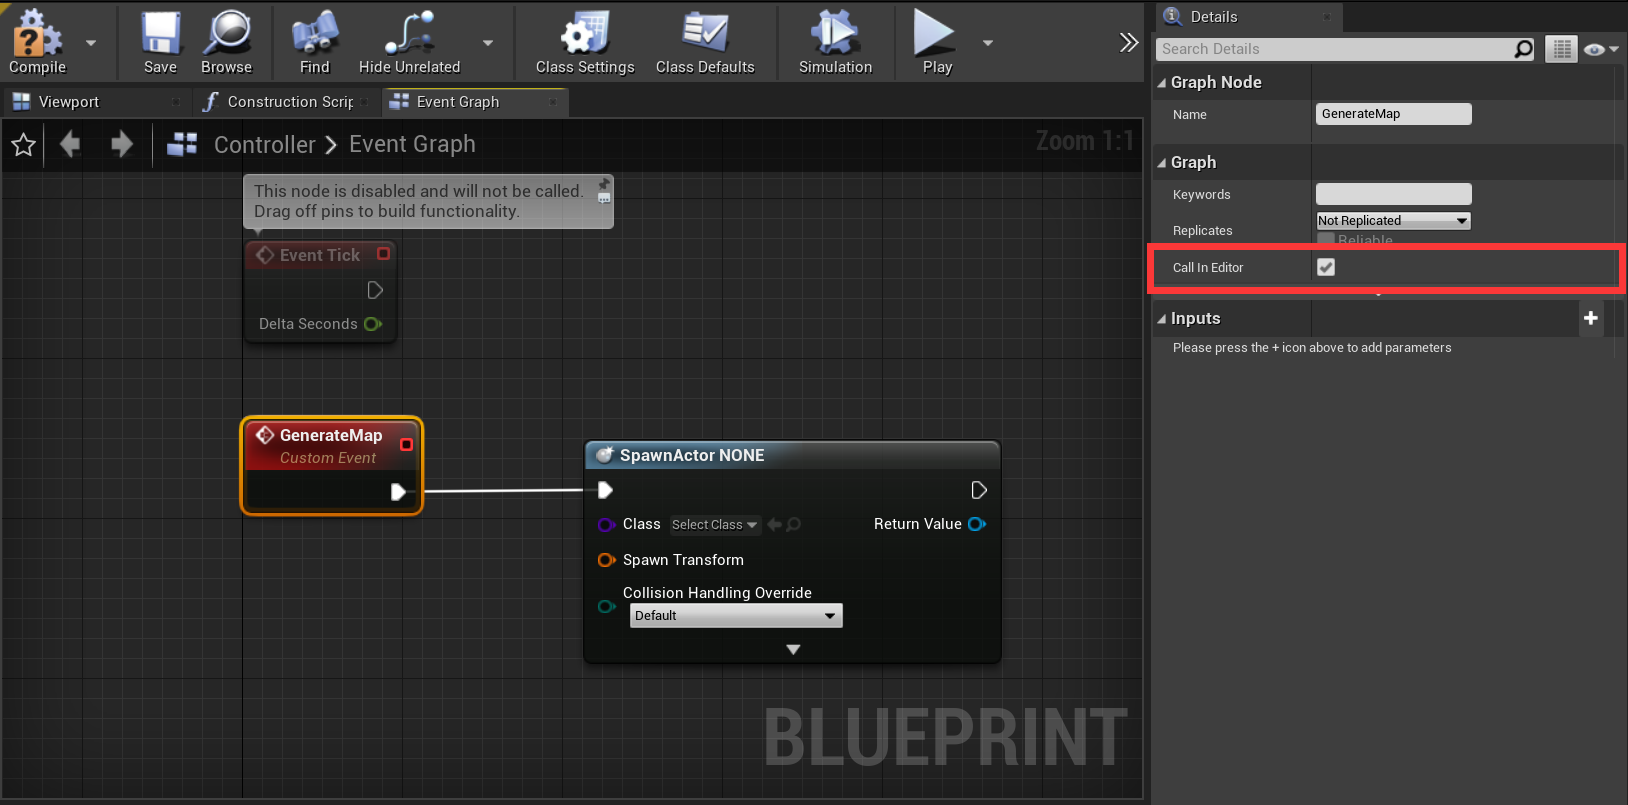 Compile
Save
Browse
Find
Hide Unrelated
Class Settings
Class Defaults
Simulation
Play
Viewport
Construction Scrip
Event Graph
Controller > Event Graph
Zoom 1:1
This node is disabled and will not be called.
Drag off pins to build functionality.
Event Tick
Delta Seconds
GenerateMap
Custom Event
SpawnActor NONE
Class Select Class
Return Value
Spawn Transform
Collision Handling Override
Default
BLUEPRINT
Details
Search Details
Graph Node
Name GenerateMap
Graph
Keywords
Replicates Not Replicated
Reliable
Call In Editor
Inputs
Please press the + icon above to add parameters